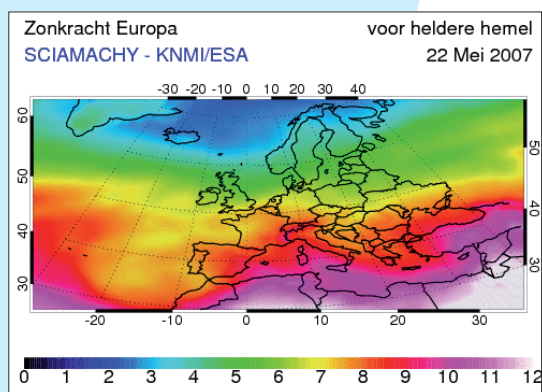 Zonkracht Europa voor heldere hemel
SCIAMACHY - KNMI/ESA 22 Mei 2007
-30 -20 -10 0 10 20 30 40
60
50
40
30
50
40
30
-20 -10 0 10 20 30
0 1 2 3 4 5 6 7 8 9 10 11 12